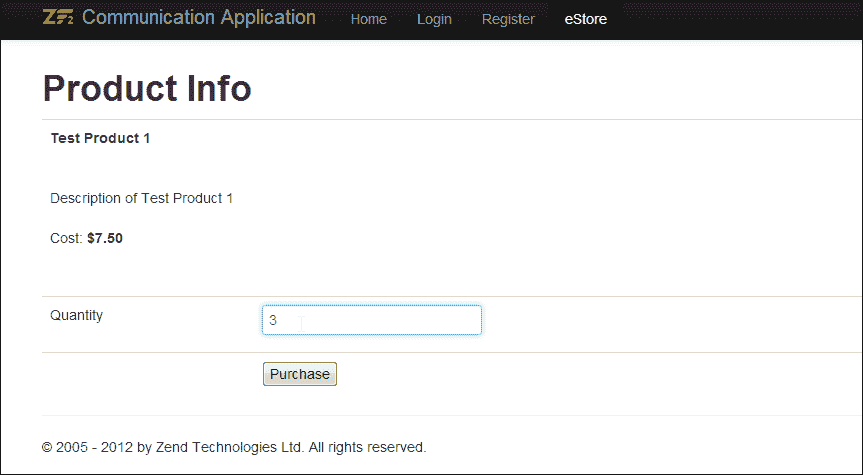 ZF2 Communication Application Home Login Register eStore
Product Info
Test Product 1
Description of Test Product 1
Cost: $7.50
Quantity 3
Purchase
© 2005 - 2012 by Zend Technologies Ltd. All rights reserved.